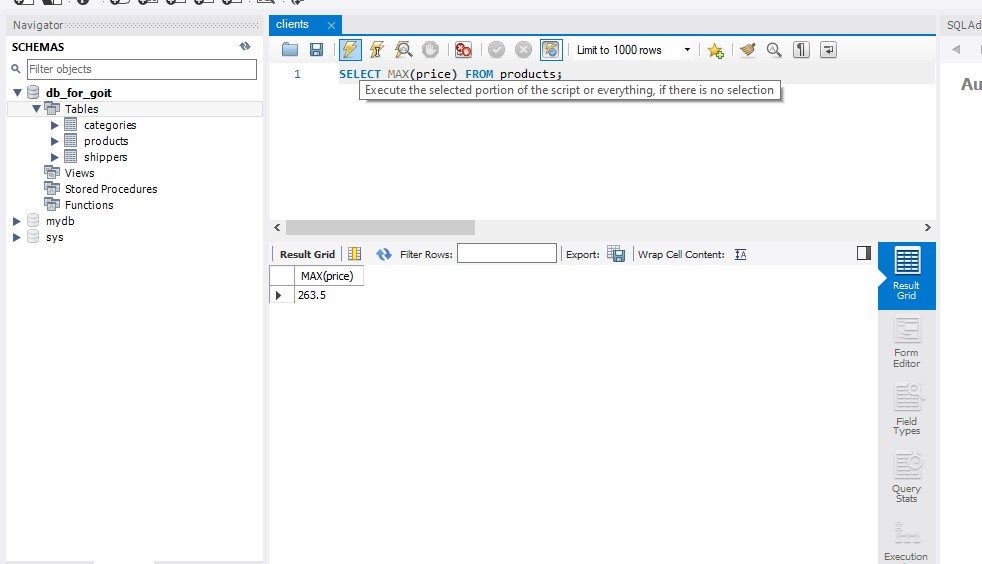 Navigator
SCHEMAS
Filter objects
db_for_goit
Tables
categories
products
shippers
Views
Stored Procedures
Functions
mydb
sys
clients
Limit to 1000 rows
1 SELECT MAX(price) FROM products;
Execute the selected portion of the script or everything, if there is no selection
Result Grid
Filter Rows:
Export:
Wrap Cell Content:
MAX(price)
263.5
Result
Grid
Form
Editor
Field
Types
Query
Stats
Execution
SQLAd
Au